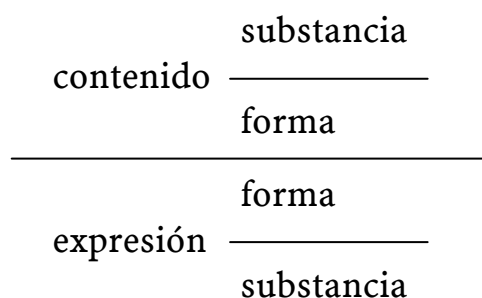 substancia
contenido
forma
forma
expresión
substancia